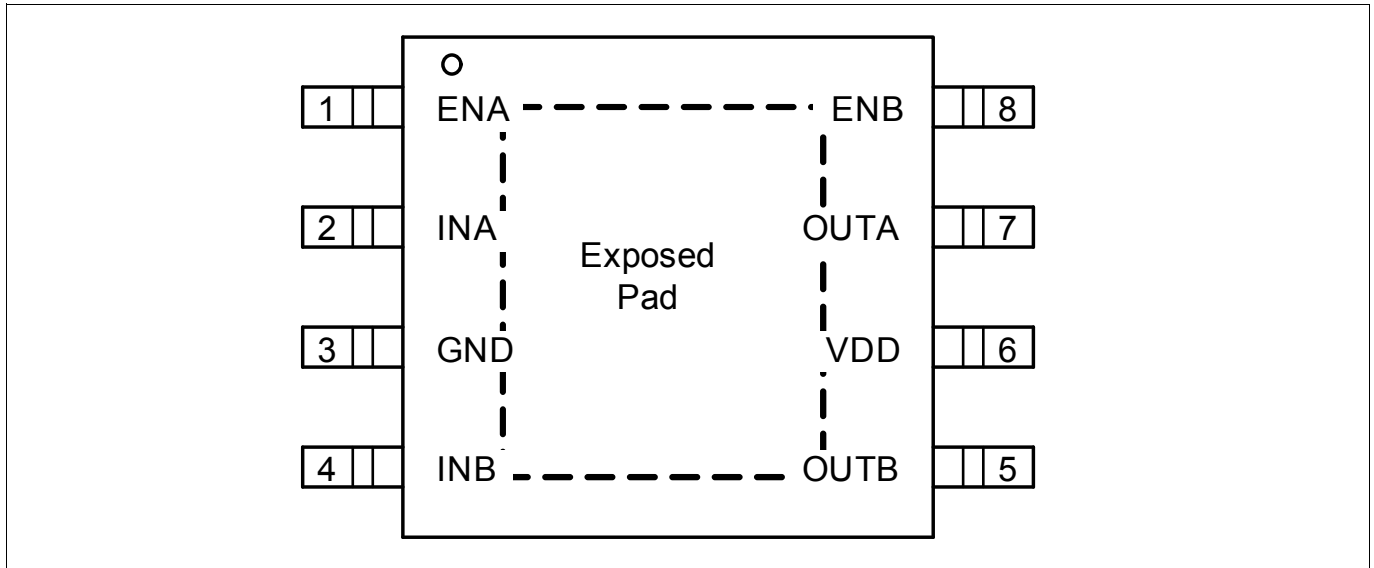 1 ENA ENB 8
2 INA OUTA 7
Exposed
Pad
3 GND VDD 6
4 INB OUTB 5